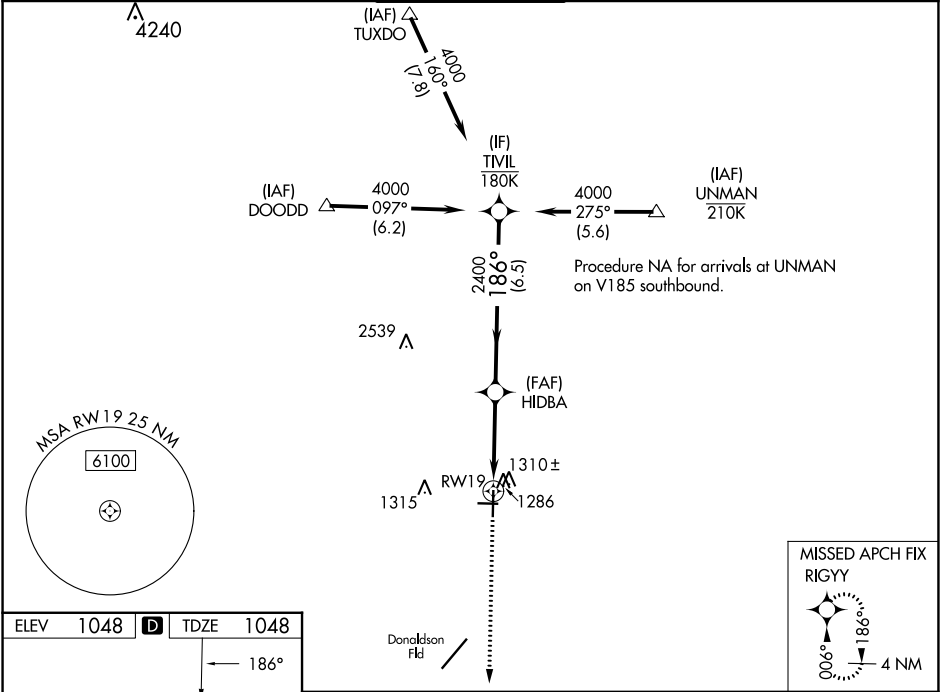 4240
(IAF)
TUXDO
4000
160°
(7.8)
(IF)
TIVIL
180K
(IAF)
DOODD
4000
097°
(6.2)
4000
275°
(5.6)
(IAF)
UNMAN
210K
2400
186°
(6.5)
Procedure NA for arrivals at UNMAN
on V185 southbound.
2539
(FAF)
HIDBA
MSA RW19 25 NM
6100
1315
RW19
1310±
1286
MISSED APCH FIX
RIGYY
006°
186°
4 NM
ELEV 1048 D TDZE 1048
186°
Donaldson
Fld